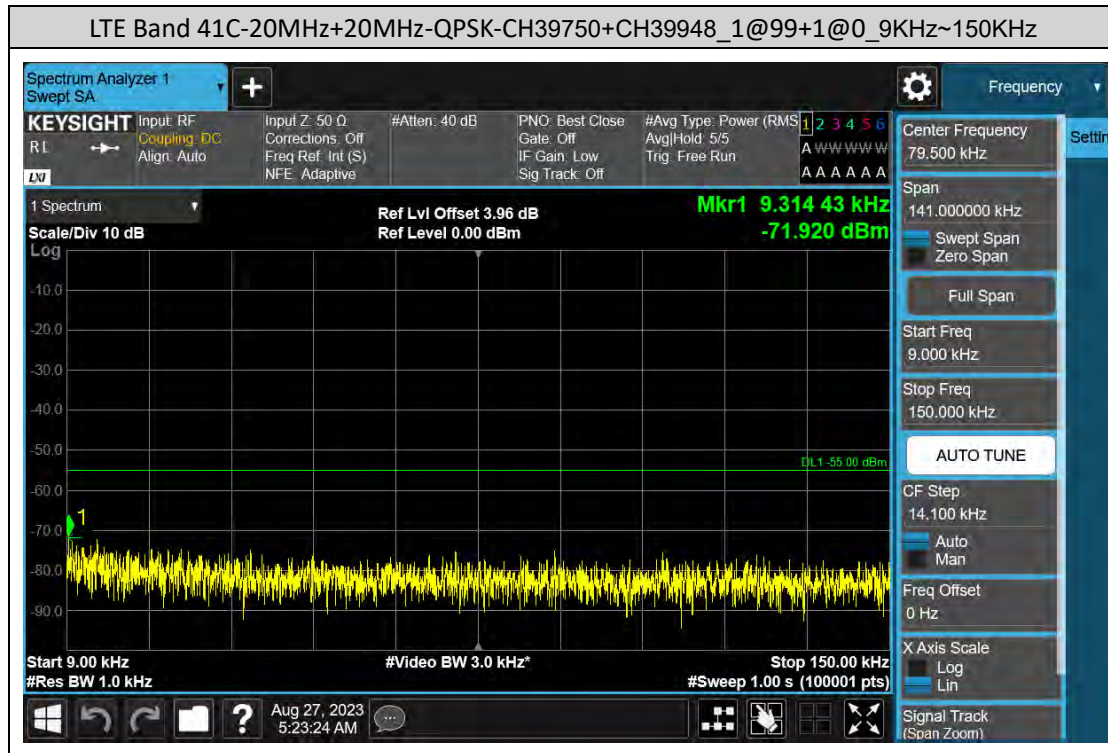 LTE Band 41C-20MHz+20MHz-QPSK-CH39750+CH39948_1@99+1@0_9KHz~150KHz
Spectrum Analyzer 1
Swept SA
+
Frequency
KEYSIGHT
RL
LXI
Input: RF
Coupling: DC
Align: Auto
Input Z: 50 Ω
Corrections: Off
Freq Ref: Int (S)
NFE: Adaptive
#Atten: 40 dB
PNO: Best Close
Gate: Off
IF Gain: Low
Sig Track: Off
#Avg Type: Power (RMS
Avg|Hold: 5/5
Trig: Free Run
1 2 3 4 5 6
A W W W W W
A A A A A A
Center Frequency
79.500 kHz
Settin
1 Spectrum
Scale/Div 10 dB
Ref Lvl Offset 3.96 dB
Ref Level 0.00 dBm
Mkr1 9.314 43 kHz
-71.920 dBm
Span
141.000000 kHz
Swept Span
Zero Span
Full Span
Log
-10.0
-20.0
-30.0
-40.0
-50.0
-60.0
-70.0
-80.0
-90.0
DL1 -55.00 dBm
1
Start Freq
9.000 kHz
Stop Freq
150.000 kHz
AUTO TUNE
CF Step
14.100 kHz
Auto
Man
Freq Offset
0 Hz
X Axis Scale
Log
Lin
Signal Track
(Span Zoom)
Start 9.00 kHz
#Res BW 1.0 kHz
#Video BW 3.0 kHz*
Stop 150.00 kHz
#Sweep 1.00 s (100001 pts)
?
Aug 27, 2023
5:23:24 AM